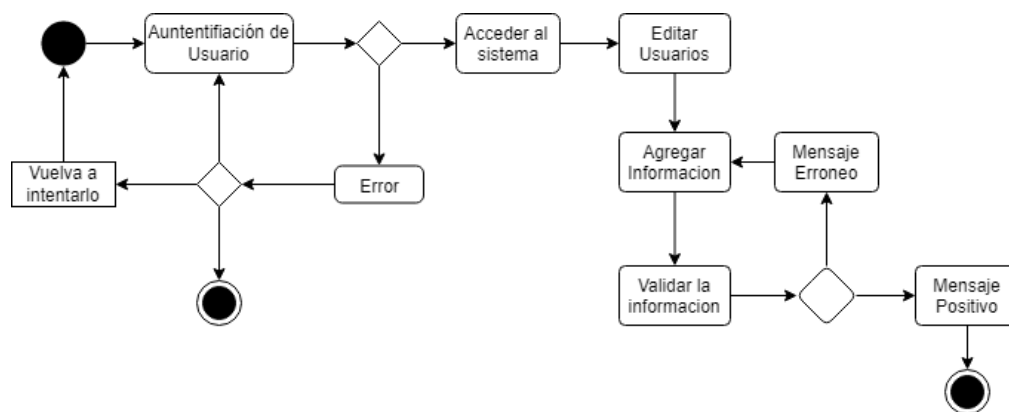 Auntentifiación de
Usuario
Acceder al
sistema
Editar
Usuarios
Vuelva a
intentarlo
Error
Agregar
Informacion
Mensaje
Erroneo
Validar la
informacion
Mensaje
Positivo